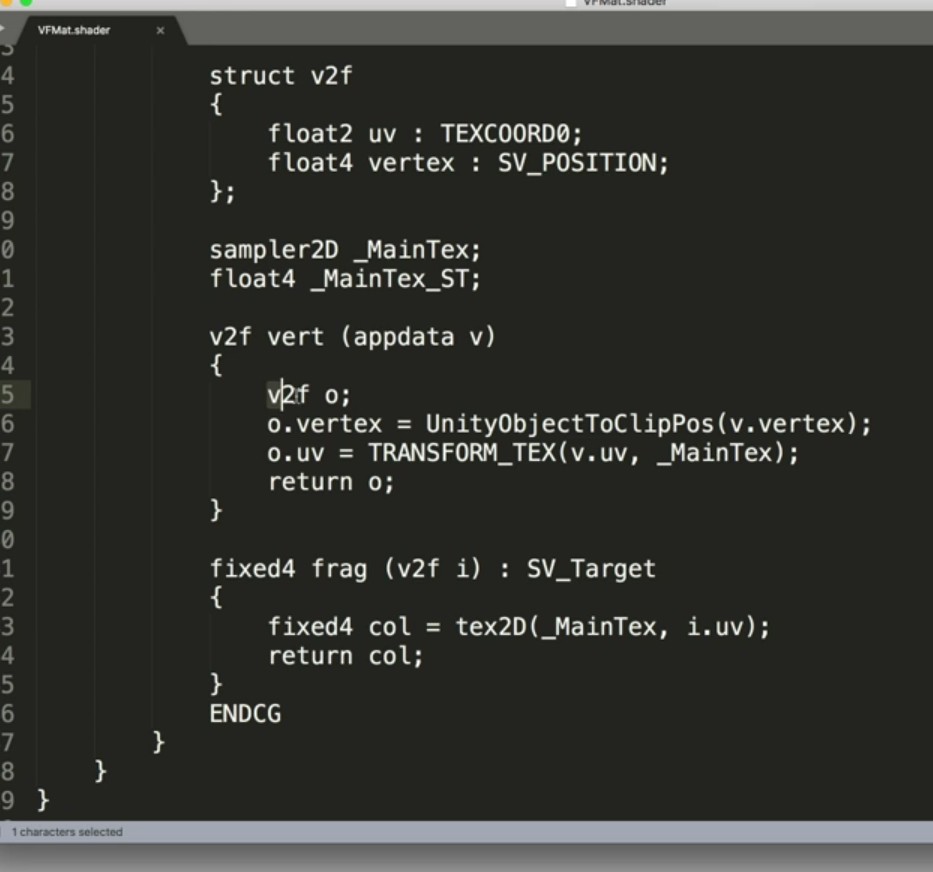 VFMat.shader
VFMat.shader ×
3
4 struct v2f
5 {
6 float2 uv : TEXCOORD0;
7 float4 vertex : SV_POSITION;
8 };
9
0 sampler2D _MainTex;
1 float4 _MainTex_ST;
2
3 v2f vert (appdata v)
4 {
5 v2f o;
6 o.vertex = UnityObjectToClipPos(v.vertex);
7 o.uv = TRANSFORM_TEX(v.uv, _MainTex);
8 return o;
9 }
0
1 fixed4 frag (v2f i) : SV_Target
2 {
3 fixed4 col = tex2D(_MainTex, i.uv);
4 return col;
5 }
6 ENDCG
7 }
8 }
9 }
1 characters selected